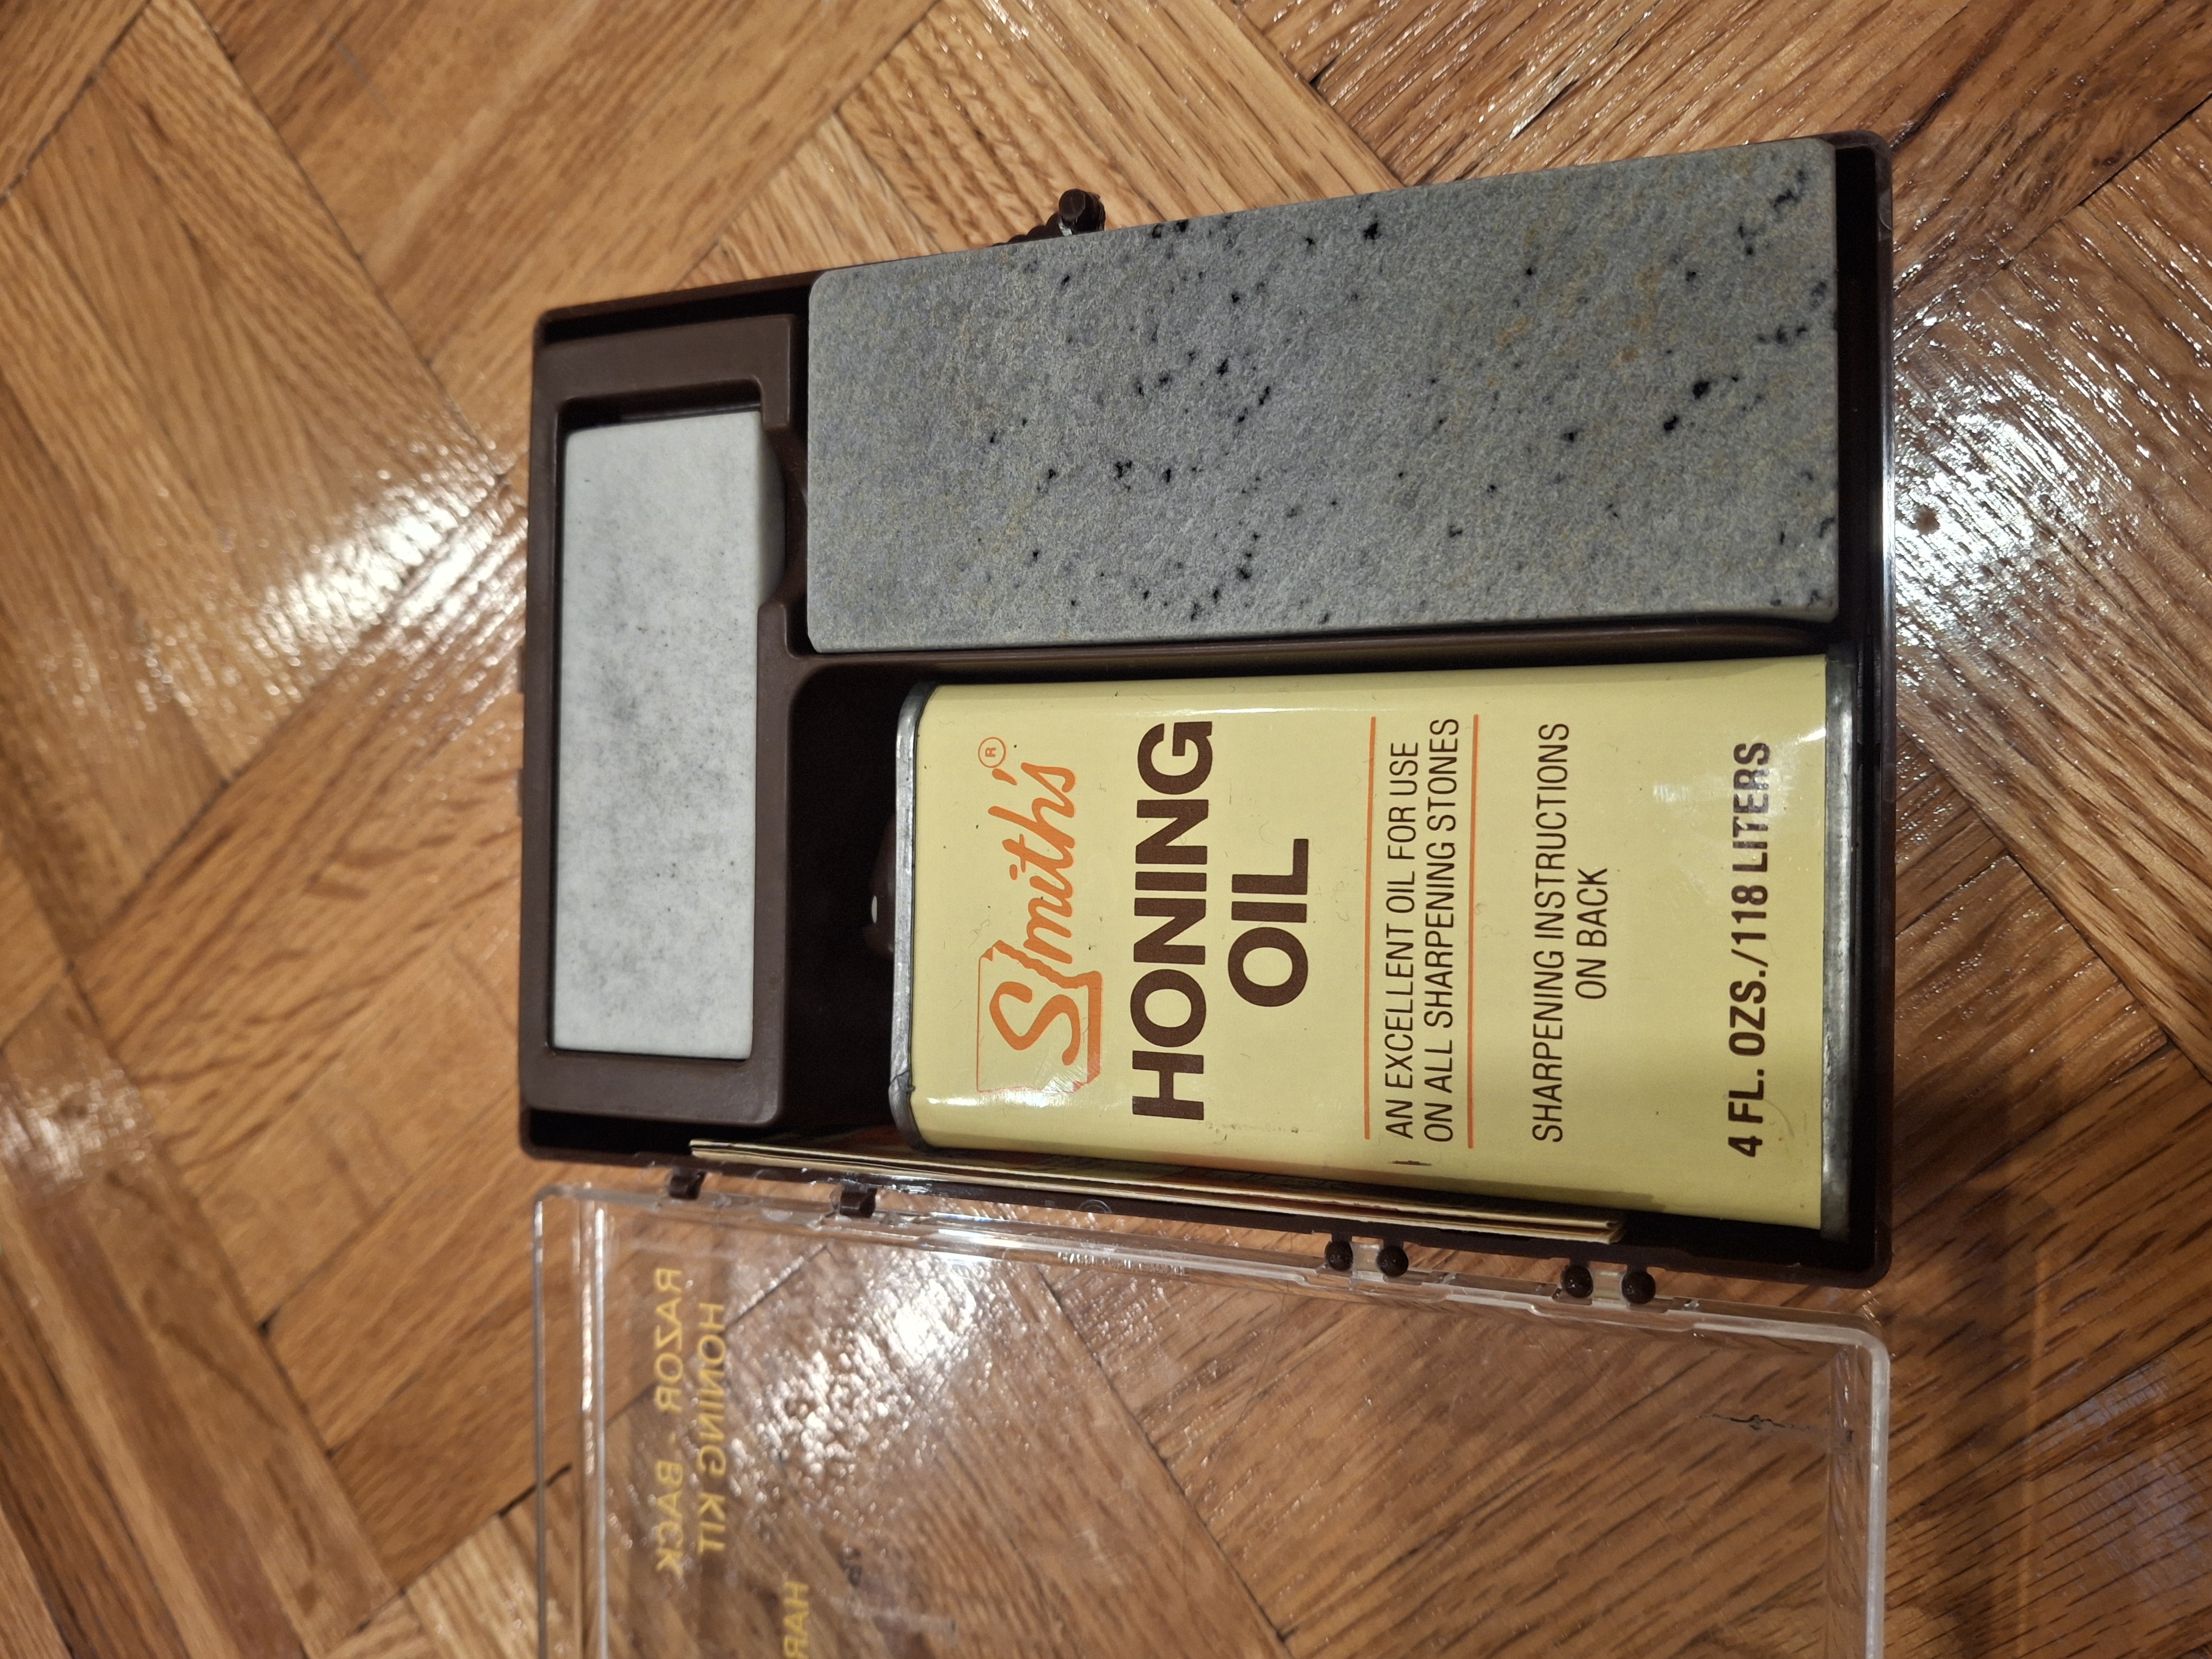 Smith's®
HONING
OIL
AN EXCELLENT OIL FOR USE
ON ALL SHARPENING STONES
SHARPENING INSTRUCTIONS
ON BACK
4 FL. OZS./118 LITERS
RAZOR - BACK
HONING KIT